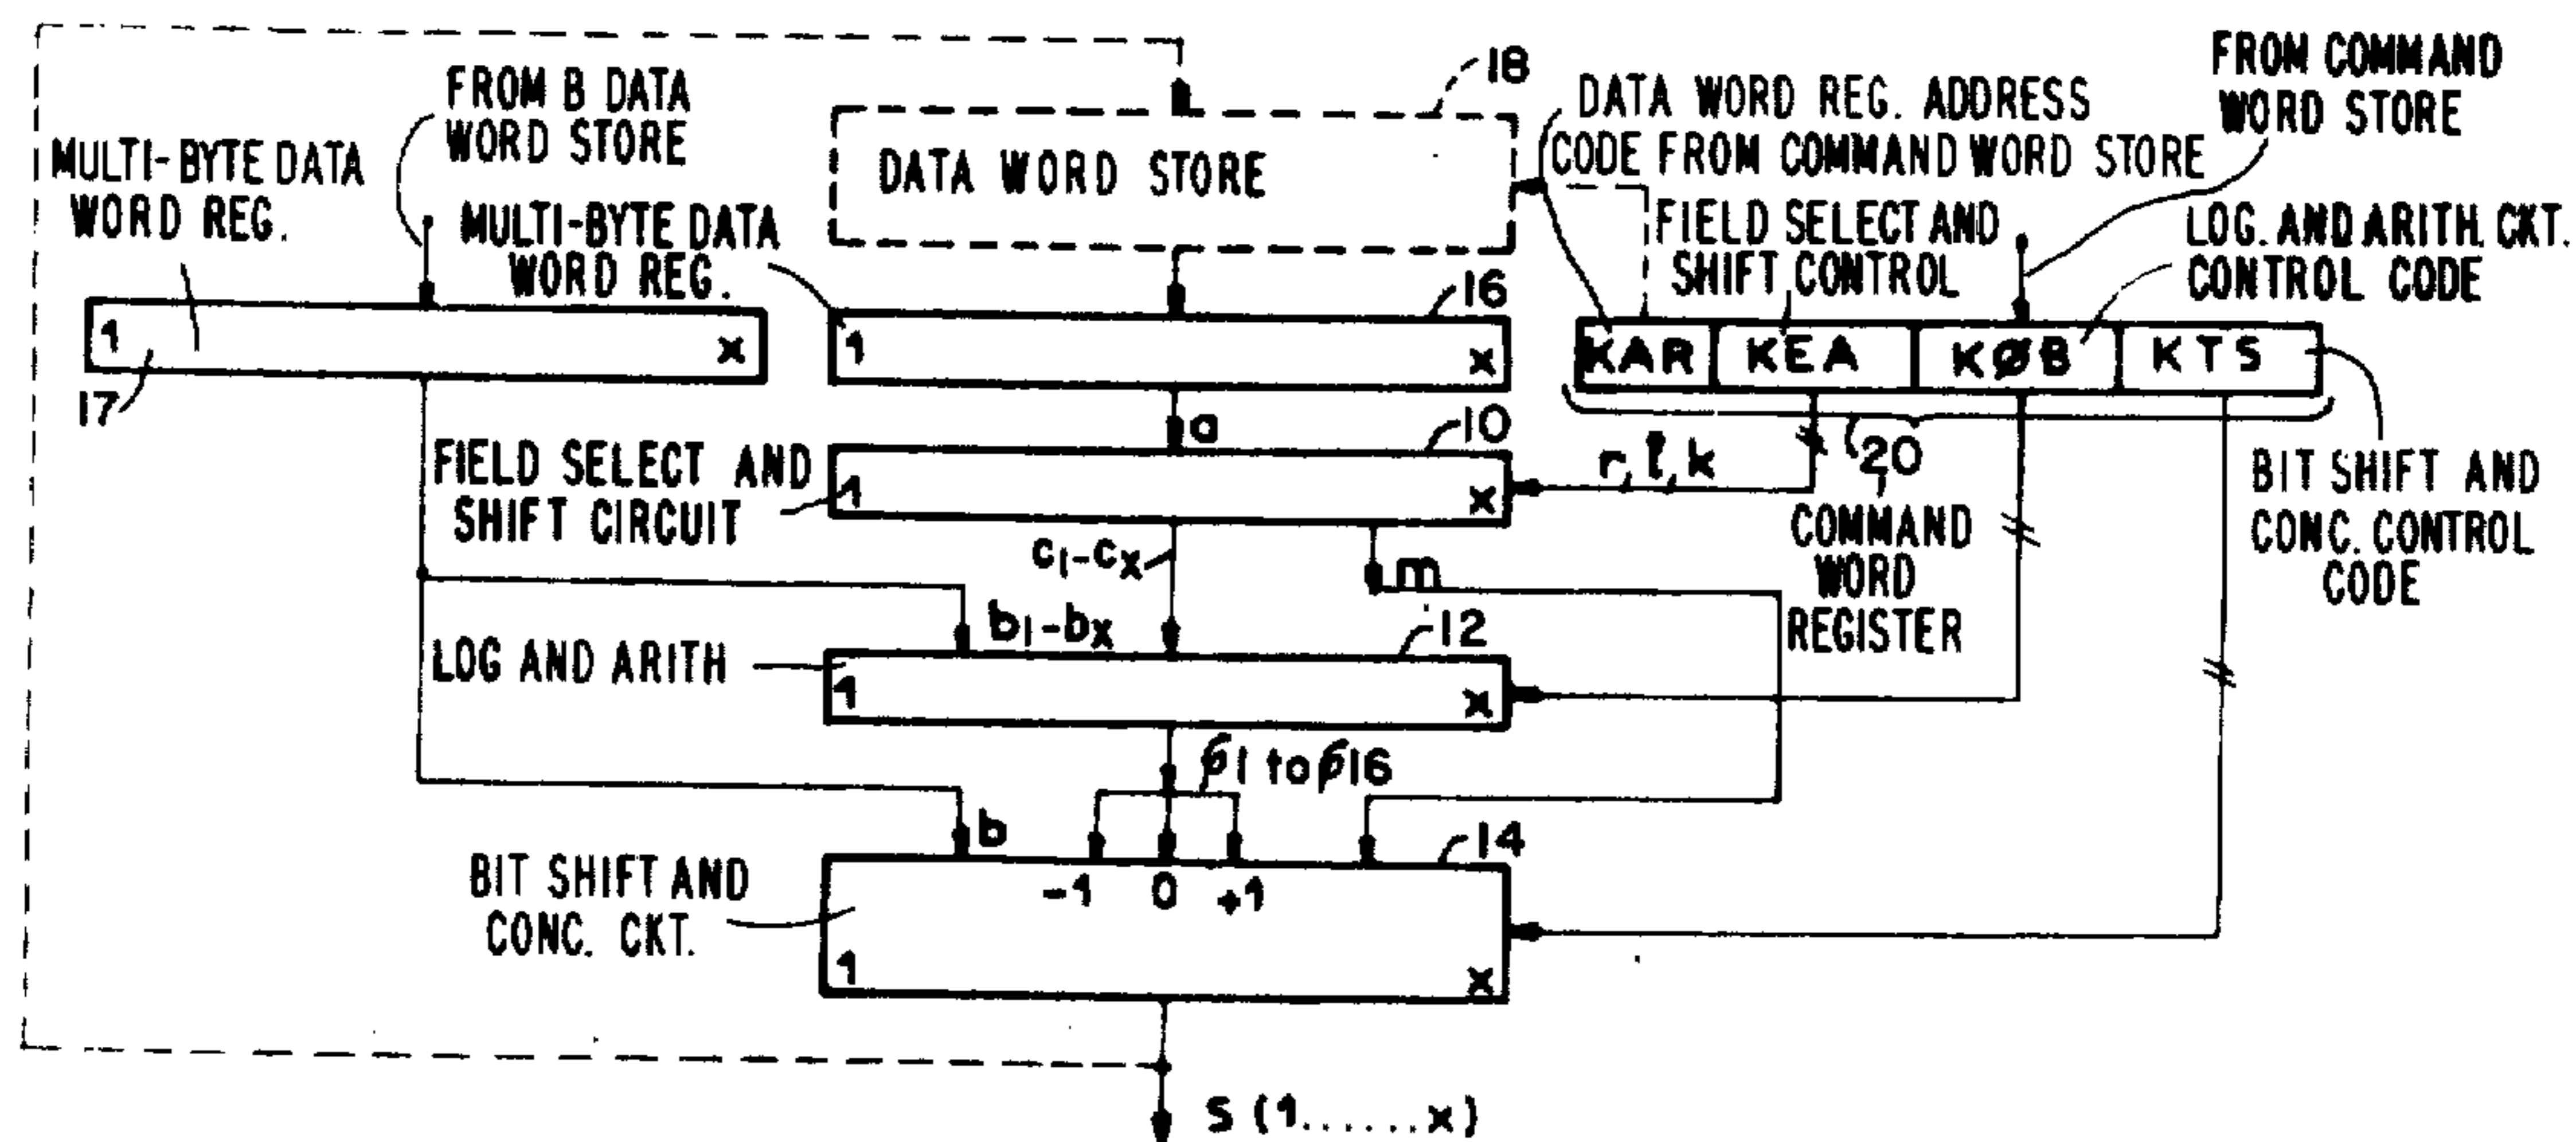 FROM B DATA
WORD STORE
18
DATA WORD REG. ADDRESS
CODE FROM COMMAND WORD STORE
FROM COMMAND
WORD STORE
MULTI-BYTE DATA
WORD REG.
MULTI-BYTE DATA
WORD REG.
DATA WORD STORE
FIELD SELECT AND
SHIFT CONTROL
LOG. AND ARITH. CKT.
CONTROL CODE
1 x
17
16
1 x
KAR KEA KØB KTS
a
10
FIELD SELECT AND
SHIFT CIRCUIT
1 x
r, l, k
20
COMMAND
WORD
REGISTER
BIT SHIFT AND
CONC. CONTROL
CODE
c1-cx
m
b1-bx
12
LOG AND ARITH
1 x
ϕ1 to ϕ16
b
14
BIT SHIFT AND
CONC. CKT.
-1 0 +1
1 x
S (1......x)